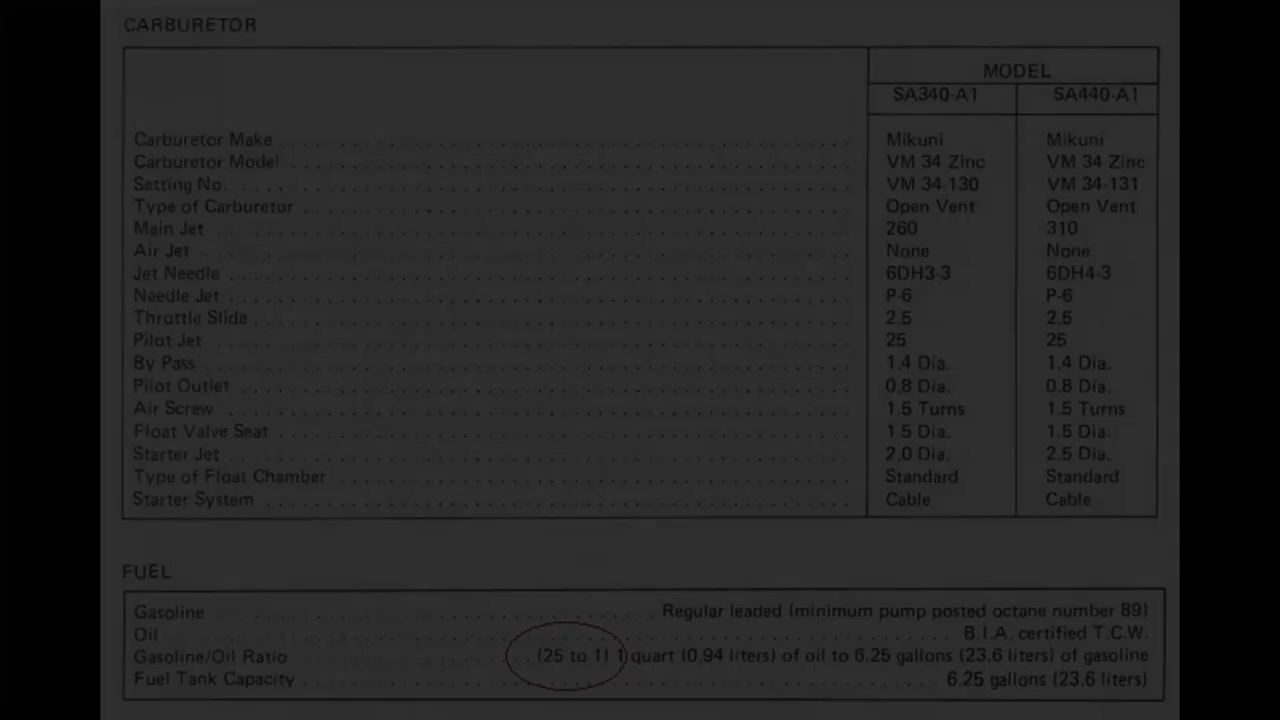 CARBURETOR
MODEL
SA340-A1 SA440-A1
Carburetor Make Mikuni Mikuni
Carburetor Model VM 34 Zinc VM 34 Zinc
Setting No. VM 34-130 VM 34-131
Type of Carburetor Open Vent Open Vent
Main Jet 260 310
Air Jet None None
Jet Needle 6DH3-3 6DH4-3
Needle Jet P-6 P-6
Throttle Slide 2.5 2.5
Pilot Jet 25 25
By Pass 1.4 Dia. 1.4 Dia.
Pilot Outlet 0.8 Dia. 0.8 Dia.
Air Screw 1.5 Turns 1.5 Turns
Float Valve Seat 1.5 Dia. 1.5 Dia.
Starter Jet 2.0 Dia. 2.5 Dia.
Type of Float Chamber Standard Standard
Starter System Cable Cable
FUEL
Gasoline Regular leaded (minimum pump posted octane number 89)
Oil B.I.A. certified T.C.W.
Gasoline/Oil Ratio (25 to 1) 1 quart (0.94 liters) of oil to 6.25 gallons (23.6 liters) of gasoline
Fuel Tank Capacity 6.25 gallons (23.6 liters)